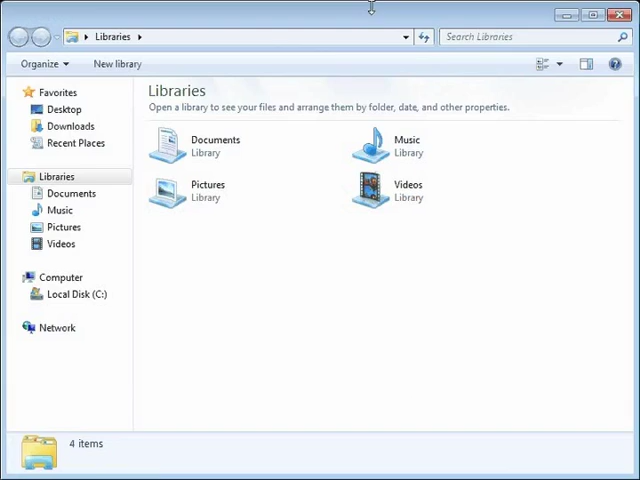 Libraries
Search Libraries
Organize
New library
Favorites
Desktop
Downloads
Recent Places
Libraries
Documents
Music
Pictures
Videos
Computer
Local Disk (C:)
Network
Libraries
Open a library to see your files and arrange them by folder, date, and other properties.
Documents
Library
Music
Library
Pictures
Library
Videos
Library
4 items